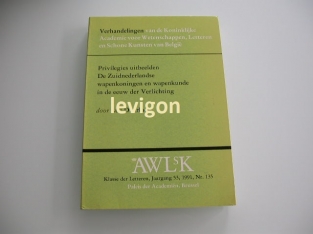 Verhandelingen van de Koninklijke
Academie voor Wetenschappen, Letteren
en Schone Kunsten van België
Privilegies uitbeelden
De Zuidnederlandse
wapenkoningen en wapenkunde
in de eeuw der Verlichting
door
levigon
AWLSK
Klasse der Letteren, Jaargang 53, 1991, Nr. 135
Paleis der Academiën, Brussel